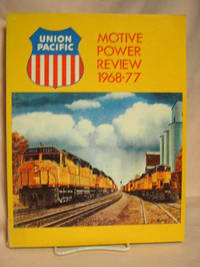 UNION
PACIFIC
MOTIVE
POWER
REVIEW
1968-77